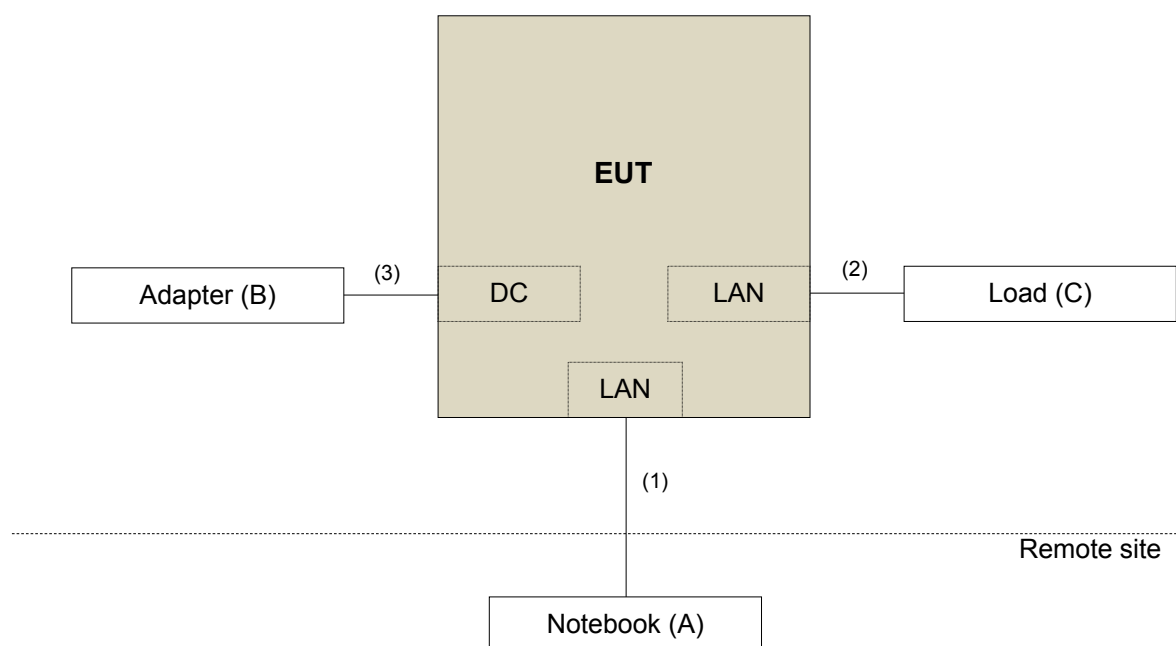 EUT
(3)
(2)
Adapter (B)
DC
LAN
Load (C)
LAN
(1)
Remote site
Notebook (A)